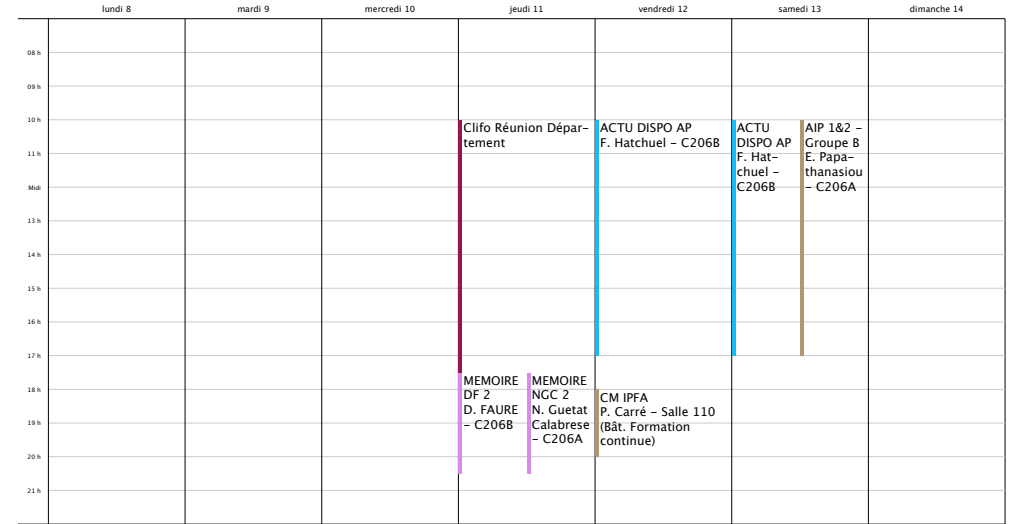 lundi 8
mardi 9
mercredi 10
jeudi 11
vendredi 12
samedi 13
dimanche 14
08 h
09 h
10 h
11 h
Midi
13 h
14 h
15 h
16 h
17 h
18 h
19 h
20 h
21 h
Clifo Réunion Dépar-
tement
MEMOIRE
DF 2
D. FAURE
- C206B
MEMOIRE
NGC 2
N. Guetat
Calabrese
- C206A
ACTU DISPO AP
F. Hatchuel - C206B
CM IPFA
P. Carré - Salle 110
(Bât. Formation
continue)
ACTU
DISPO AP
F. Hat-
chuel -
C206B
AIP 1&2 -
Groupe B
E. Papa-
thanasiou
- C206A